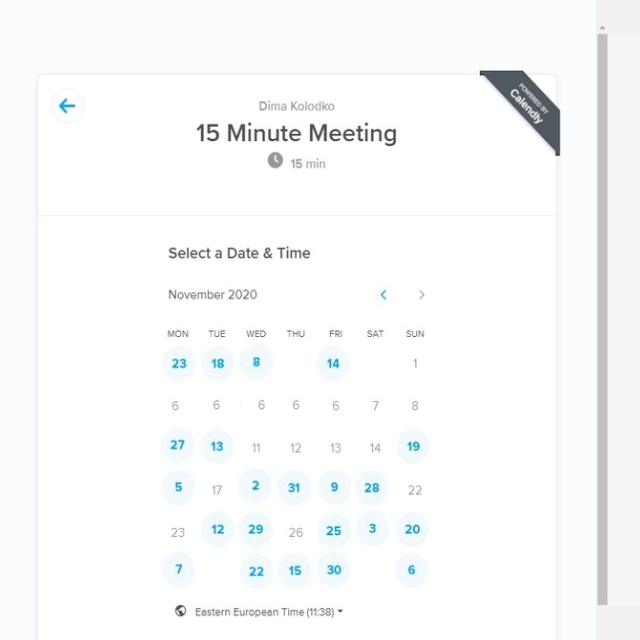 Dima Kolodko
POWERED BY
Calendly
15 Minute Meeting
15 min
Select a Date & Time
November 2020
MON TUE WED THU FRI SAT SUN
23 18 8 14 1
6 6 6 6 6 7 8
27 13 11 12 13 14 19
5 17 2 31 9 28 22
23 12 29 26 25 3 20
7 22 15 30 6
Eastern European Time (11:38)